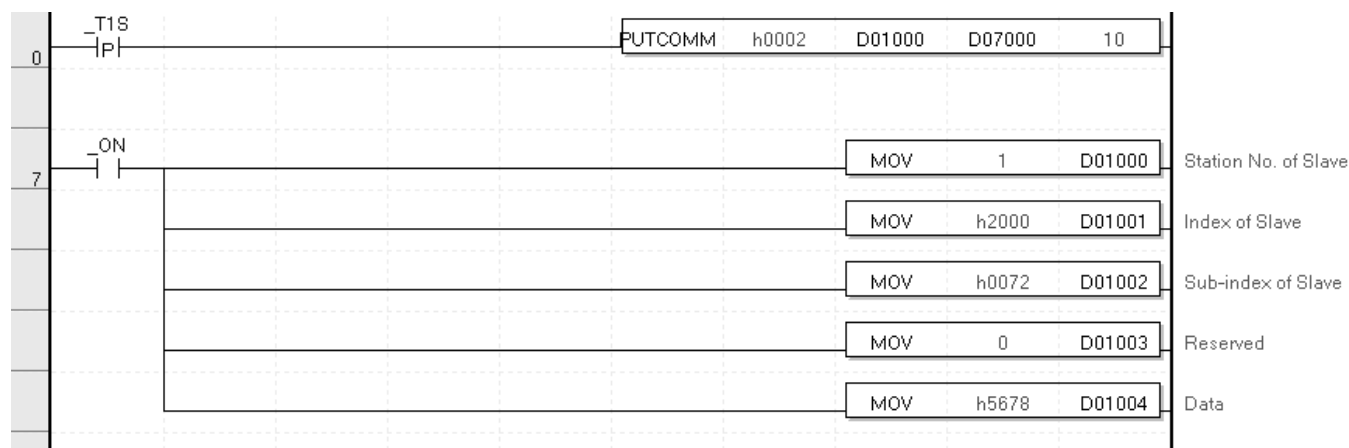 _T1S
P
0
PUTCOMM h0002 D01000 D07000 10
_ON
7
MOV 1 D01000 Station No. of Slave
MOV h2000 D01001 Index of Slave
MOV h0072 D01002 Sub-index of Slave
MOV 0 D01003 Reserved
MOV h5678 D01004 Data